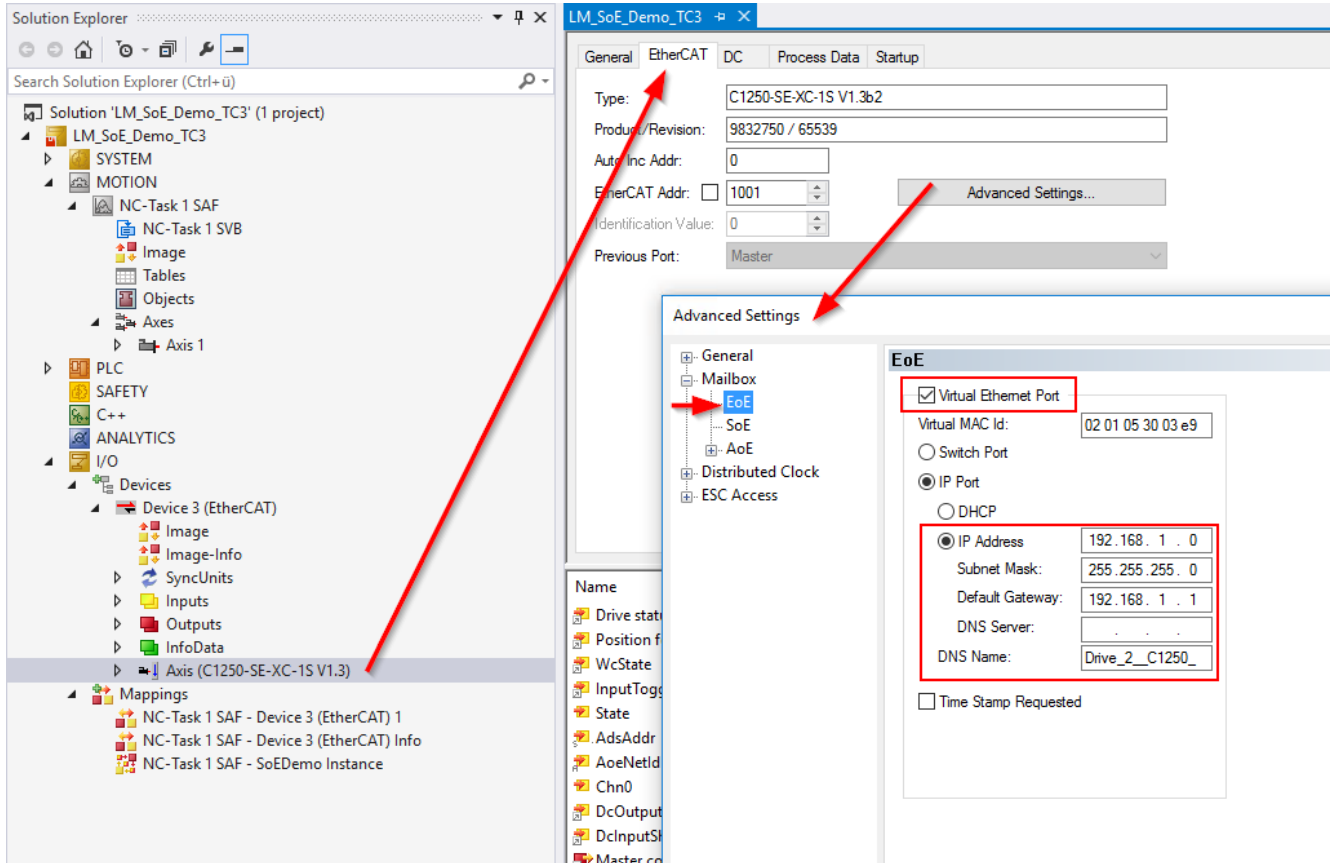 Solution Explorer
Search Solution Explorer (Ctrl+ü)
Solution 'LM_SoE_Demo_TC3' (1 project)
LM_SoE_Demo_TC3
SYSTEM
MOTION
NC-Task 1 SAF
NC-Task 1 SVB
Image
Tables
Objects
Axes
Axis 1
PLC
SAFETY
C++
ANALYTICS
I/O
Devices
Device 3 (EtherCAT)
Image
Image-Info
SyncUnits
Inputs
Outputs
InfoData
Axis (C1250-SE-XC-1S V1.3)
Mappings
NC-Task 1 SAF - Device 3 (EtherCAT) 1
NC-Task 1 SAF - Device 3 (EtherCAT) Info
NC-Task 1 SAF - SoEDemo Instance
LM_SoE_Demo_TC3
General EtherCAT DC Process Data Startup
Type: C1250-SE-XC-1S V1.3b2
Product/Revision: 9832750 / 65539
Auto Inc Addr: 0
EtherCAT Addr: 1001 Advanced Settings...
Identification Value: 0
Previous Port: Master
Advanced Settings
General
Mailbox
EoE
SoE
AoE
Distributed Clock
ESC Access
EoE
Virtual Ethernet Port
Virtual MAC Id: 02 01 05 30 03 e9
Switch Port
IP Port
DHCP
IP Address 192.168. 1 . 0
Subnet Mask: 255.255.255. 0
Default Gateway: 192.168. 1 . 1
DNS Server: . . .
DNS Name: Drive_2__C1250_
Time Stamp Requested
Name
Drive stat
Position f
WcState
InputTogg
State
AdsAddr
AoeNetId
Chn0
DcOutput
DcInputSh
Master co